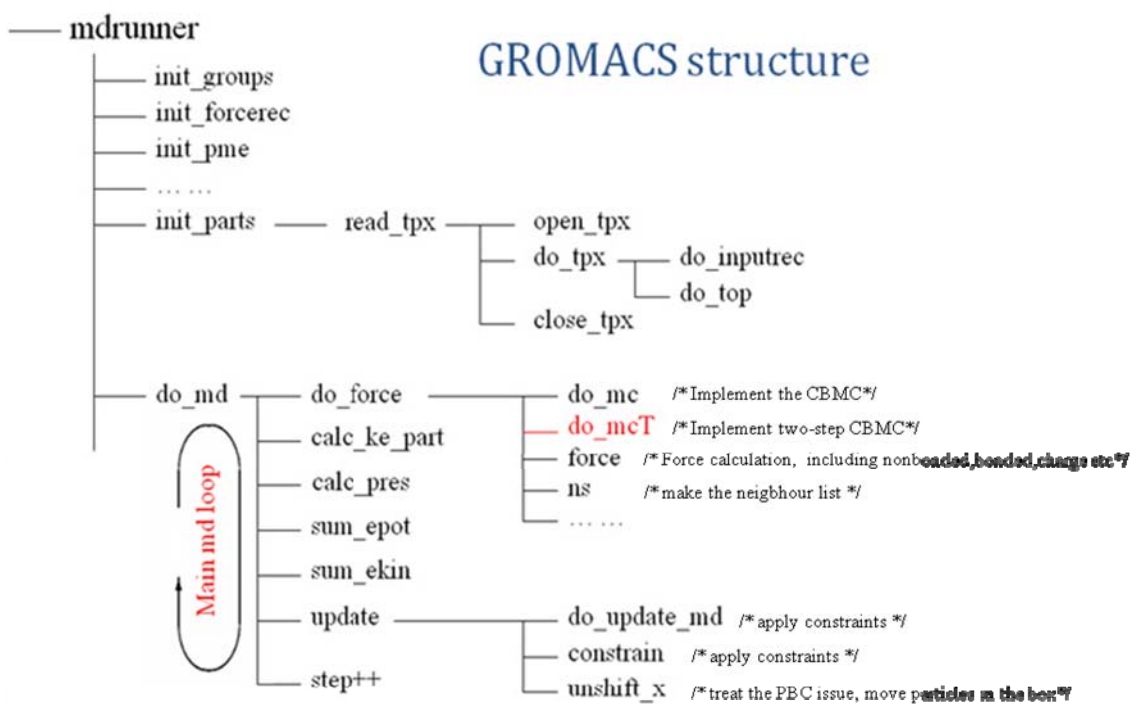 mdrunner
GROMACS structure
init_groups
init_forcerec
init_pme
... ...
init_parts read_tpx open_tpx
do_tpx do_inputrec
do_top
close_tpx
do_md do_force do_mc /*Implement the CBMC*/
do_mcT /*Implement two-step CBMC*/
calc_ke_part
force /*Force calculation, including nonbonded,bonded,charge etc*/
calc_pres
ns /*make the neigbhour list */
... ...
Main md loop
sum_epot
sum_ekin
update do_update_md /*apply constraints */
constrain /*apply constraints */
step++
unshift_x /*treat the PBC issue, move particles in the box*/